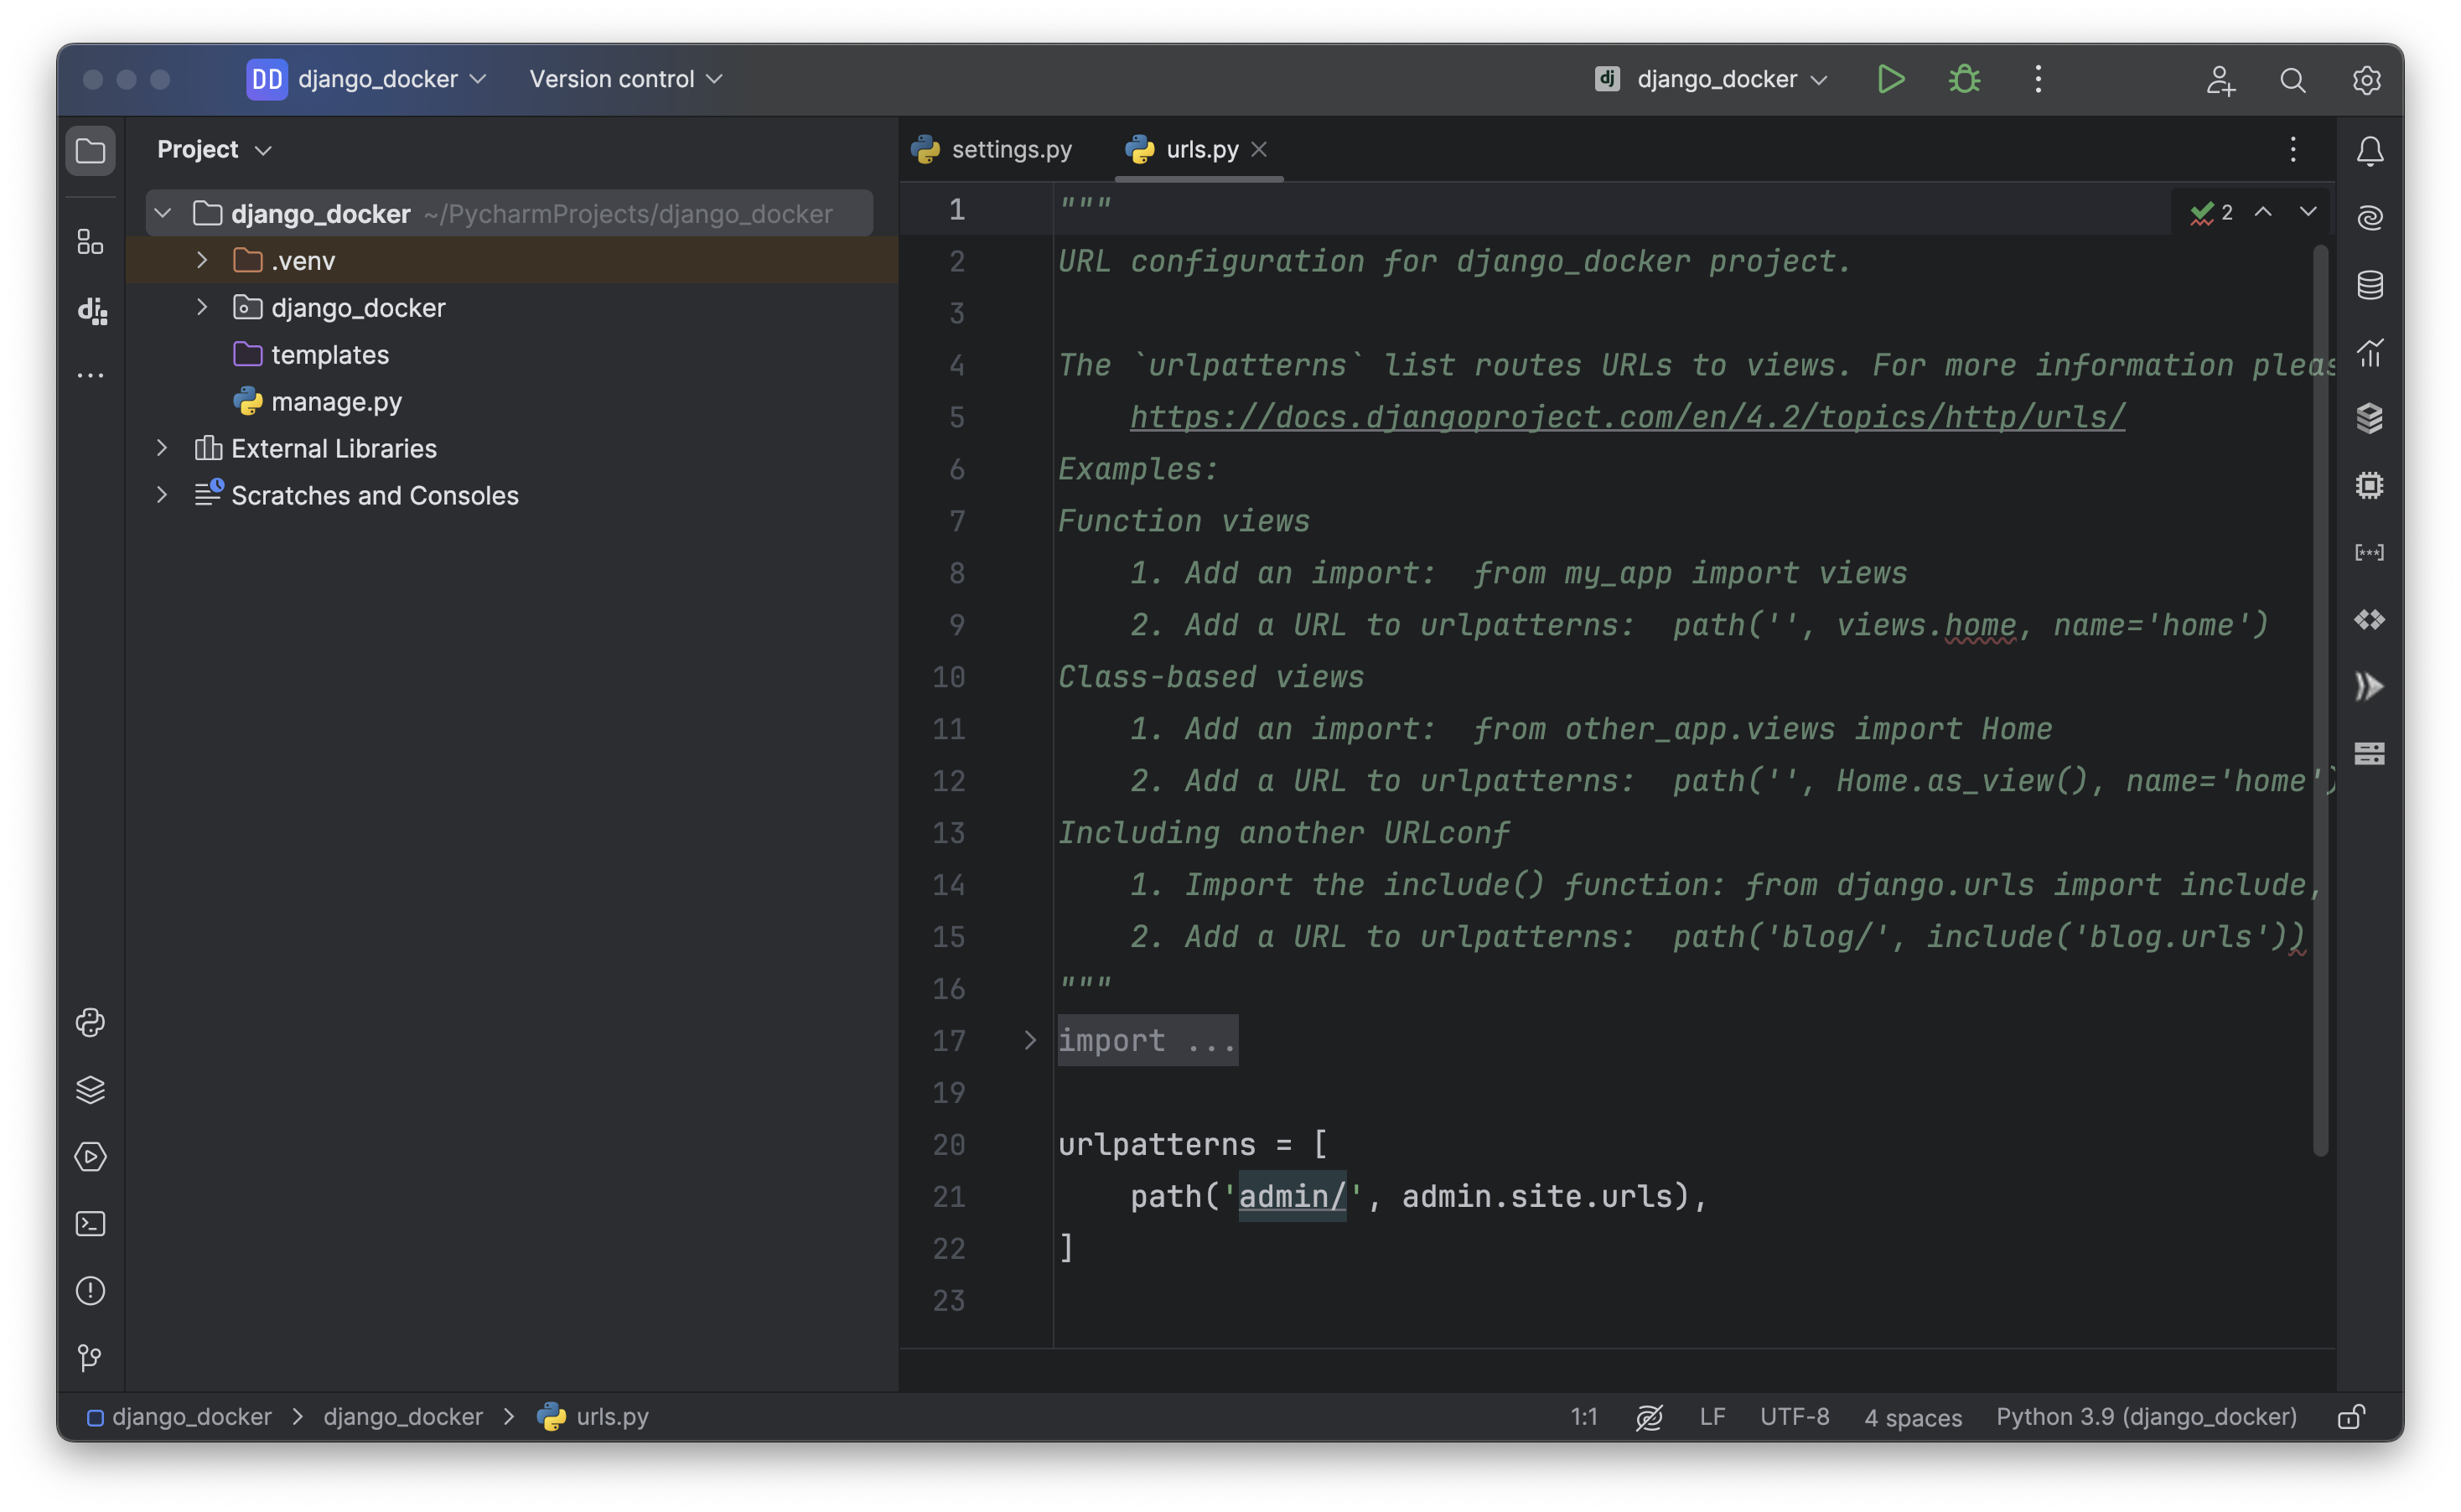 DD django_docker Version control django_docker
Project
django_docker ~/PycharmProjects/django_docker
.venv
django_docker
templates
manage.py
External Libraries
Scratches and Consoles
settings.py urls.py
2
1 """
2 URL configuration for django_docker project.
3
4 The `urlpatterns` list routes URLs to views. For more information pleas
5 https://docs.djangoproject.com/en/4.2/topics/http/urls/
6 Examples:
7 Function views
8 1. Add an import:  from my_app import views
9 2. Add a URL to urlpatterns:  path('', views.home, name='home')
10 Class-based views
11 1. Add an import:  from other_app.views import Home
12 2. Add a URL to urlpatterns:  path('', Home.as_view(), name='home')
13 Including another URLconf
14 1. Import the include() function: from django.urls import include,
15 2. Add a URL to urlpatterns:  path('blog/', include('blog.urls'))
16 """
17 import ...
19
20 urlpatterns = [
21 path('admin/', admin.site.urls),
22 ]
23
django_docker > django_docker > urls.py 1:1 LF UTF-8 4 spaces Python 3.9 (django_docker)